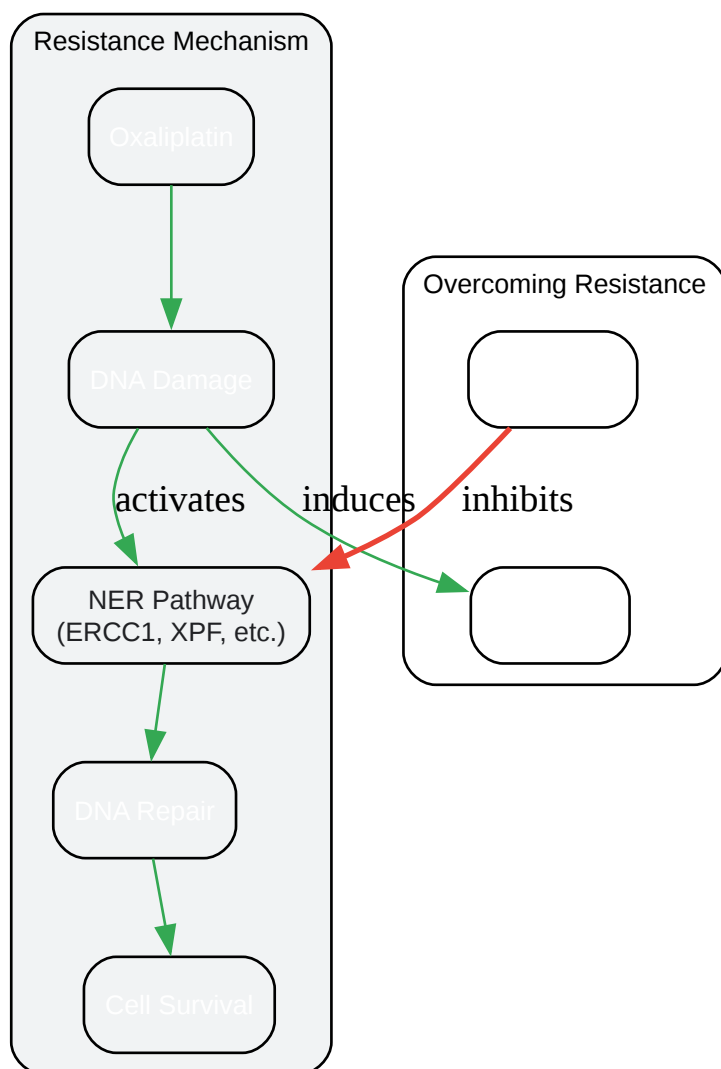 Resistance Mechanism
Oxaliplatin
Overcoming Resistance
DNA Damage
activates
induces
inhibits
NER Pathway
(ERCC1, XPF, etc.)
DNA Repair
Cell Survival